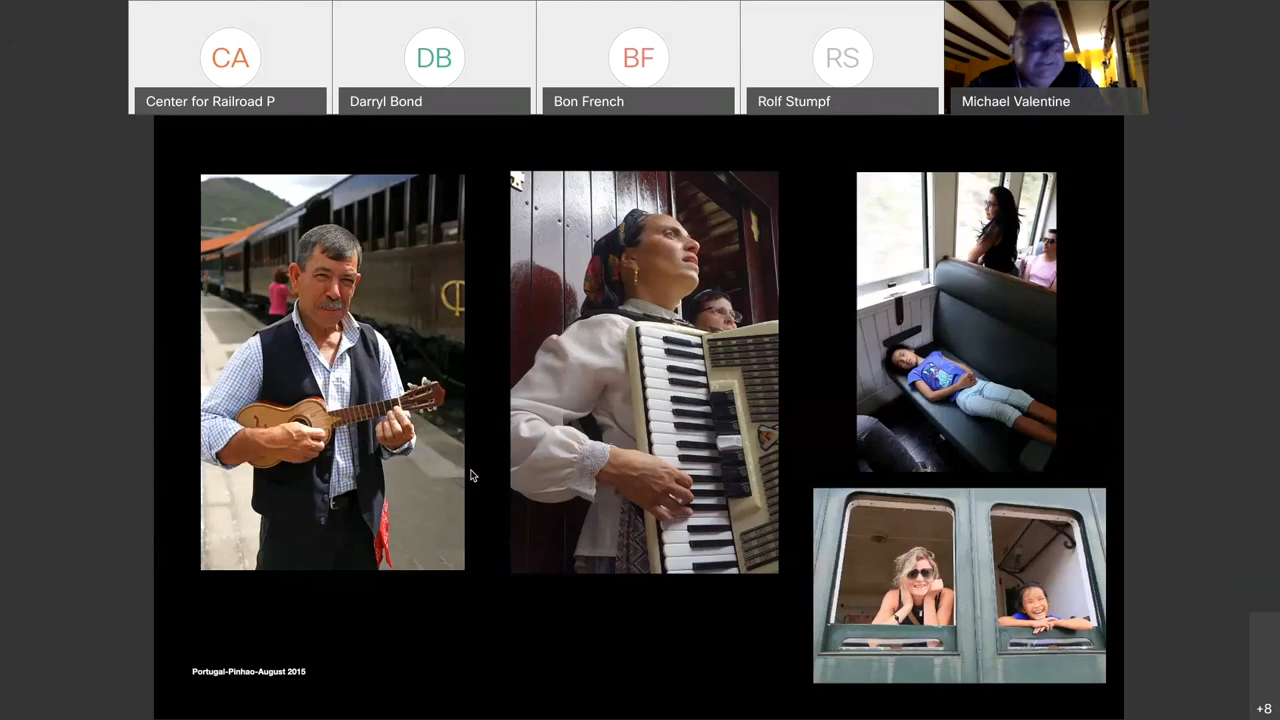 CA
DB
BF
RS
Center for Railroad P
Darryl Bond
Bon French
Rolf Stumpf
Michael Valentine
Portugal-Pinhao-August 2015
+8